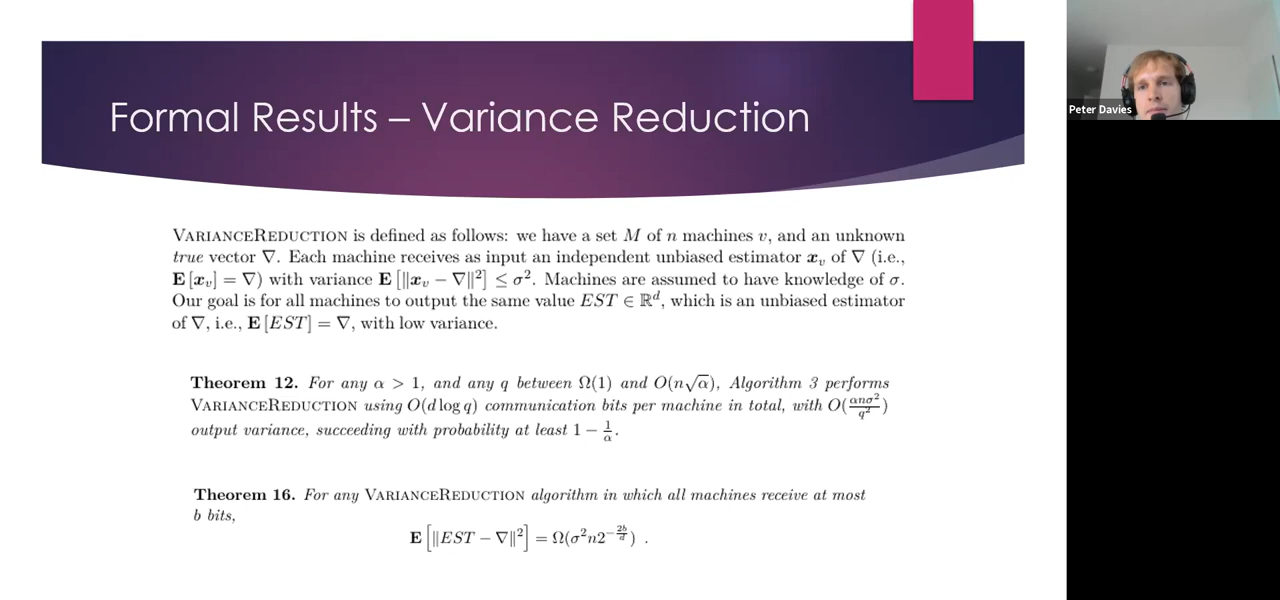 Formal Results – Variance Reduction
Peter Davies
VARIANCEREDUCTION is defined as follows: we have a set M of n machines v, and an unknown
true vector ∇. Each machine receives as input an independent unbiased estimator x_v of ∇ (i.e.,
E[x_v] = ∇) with variance E[‖x_v − ∇‖²] ≤ σ². Machines are assumed to have knowledge of σ.
Our goal is for all machines to output the same value EST ∈ ℝ^d, which is an unbiased estimator
of ∇, i.e., E[EST] = ∇, with low variance.
Theorem 12. For any α > 1, and any q between Ω(1) and O(n√α), Algorithm 3 performs
VARIANCEREDUCTION using O(d log q) communication bits per machine in total, with O(αnσ²/q²)
output variance, succeeding with probability at least 1 − 1/α.
Theorem 16. For any VARIANCEREDUCTION algorithm in which all machines receive at most
b bits,
E[‖EST − ∇‖²] = Ω(σ²n2^{−2b/d}) .